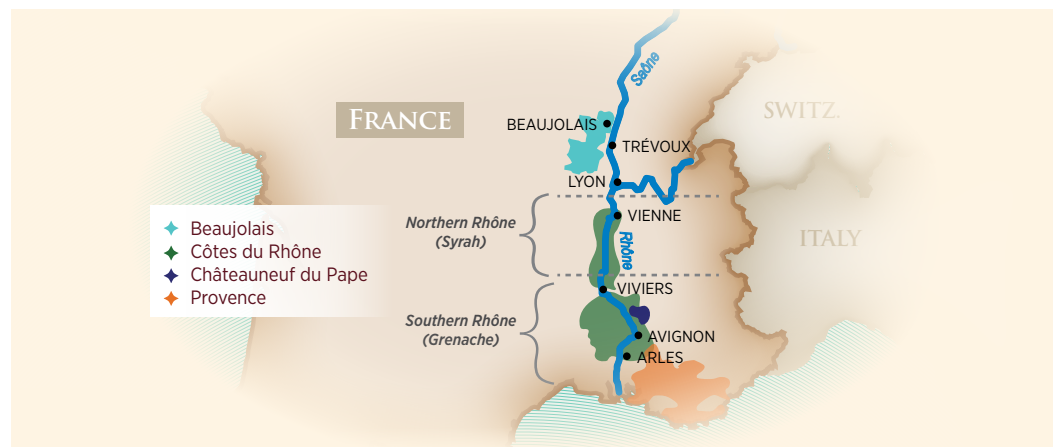 Saône
SWITZ.
FRANCE
BEAUJOLAIS
TRÉVOUX
LYON
Northern Rhône
(Syrah)
VIENNE
Rhône
ITALY
Beaujolais
Côtes du Rhône
Châteauneuf du Pape
Provence
VIVIERS
Southern Rhône
(Grenache)
AVIGNON
ARLES